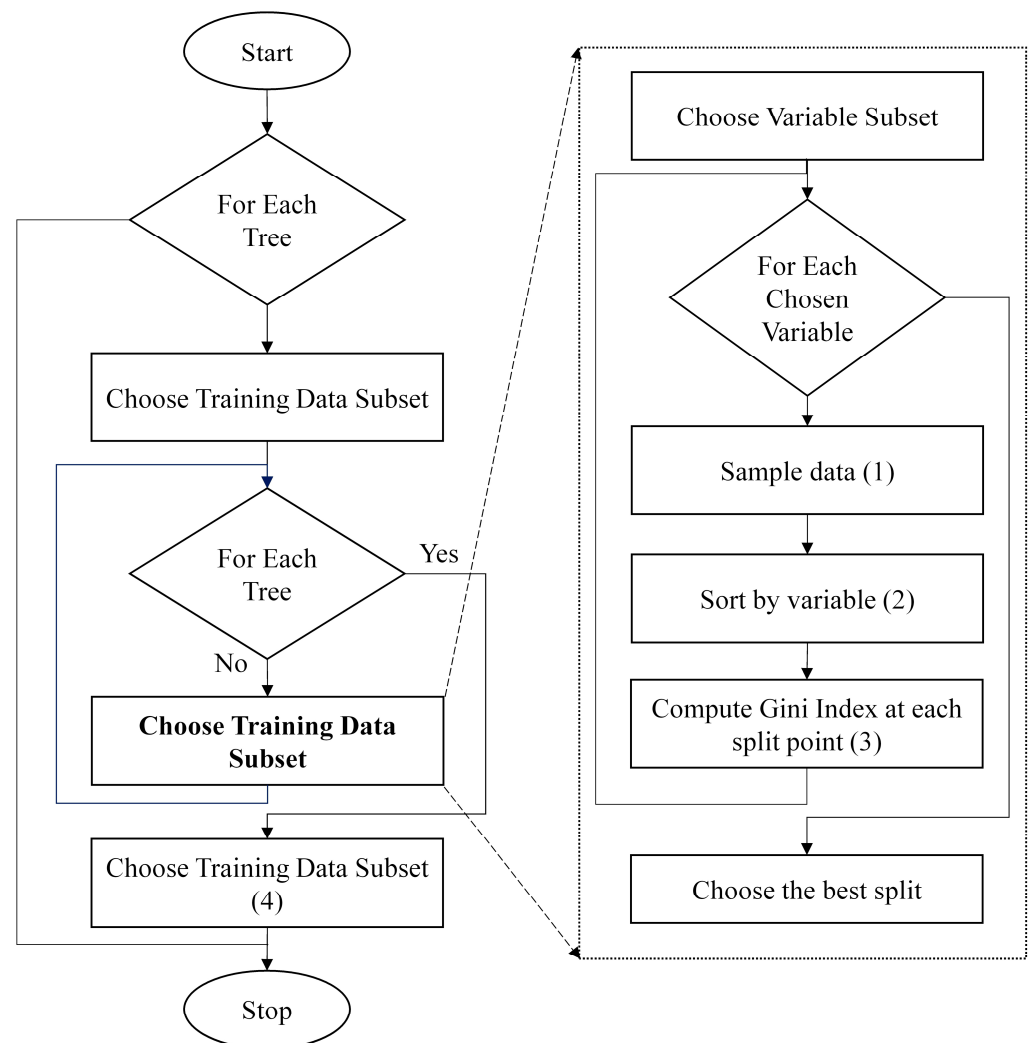 Start
For Each
Tree
Choose Training Data Subset
For Each
Tree
Yes
No
Choose Training Data
Subset
Choose Training Data Subset
(4)
Stop
Choose Variable Subset
For Each
Chosen
Variable
Sample data (1)
Sort by variable (2)
Compute Gini Index at each
split point (3)
Choose the best split